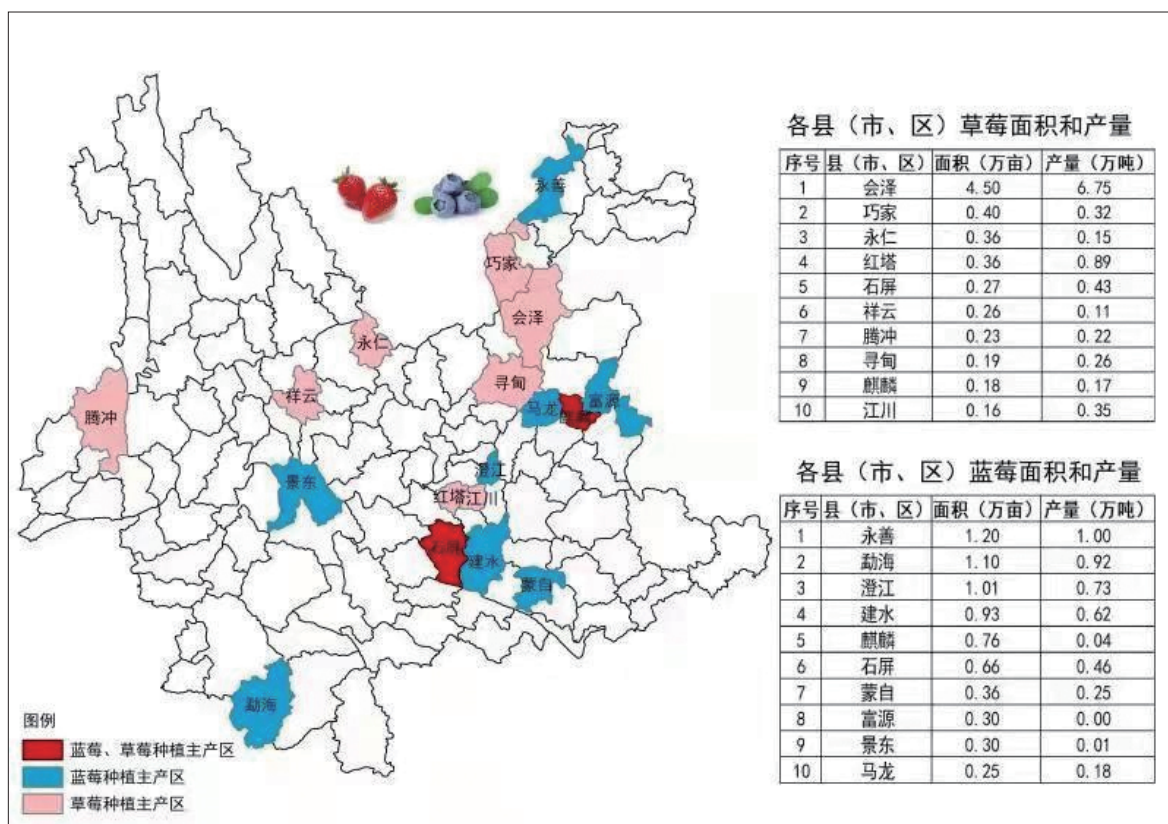 永善
巧家
会泽
永仁
寻甸
祥云
马龙
富源
腾冲
澄江
景东
红塔
江川
石屏
建水
蒙自
勐海
图例
蓝莓、草莓种植主产区
蓝莓种植主产区
草莓种植主产区
各县（市、区）草莓面积和产量
序号 县（市、区） 面积（万亩） 产量（万吨）
1 会泽 4.50 6.75
2 巧家 0.40 0.32
3 永仁 0.36 0.15
4 红塔 0.36 0.89
5 石屏 0.27 0.43
6 祥云 0.26 0.11
7 腾冲 0.23 0.22
8 寻甸 0.19 0.26
9 麒麟 0.18 0.17
10 江川 0.16 0.35
各县（市、区）蓝莓面积和产量
序号 县（市、区） 面积（万亩） 产量（万吨）
1 永善 1.20 1.00
2 勐海 1.10 0.92
3 澄江 1.01 0.73
4 建水 0.93 0.62
5 麒麟 0.76 0.04
6 石屏 0.66 0.46
7 蒙自 0.36 0.25
8 富源 0.30 0.00
9 景东 0.30 0.01
10 马龙 0.25 0.18